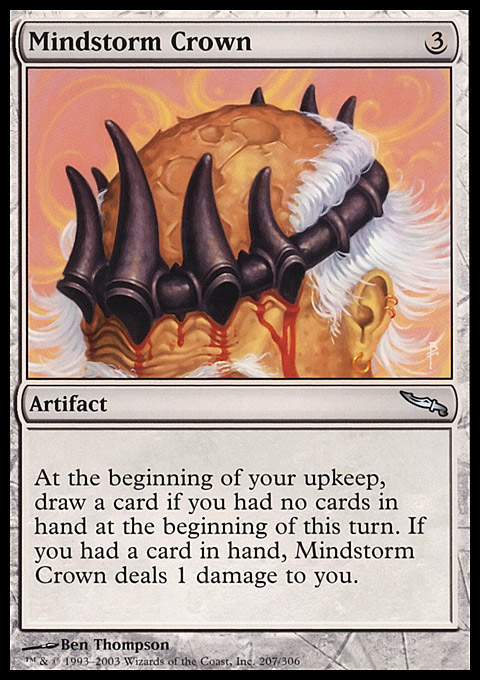 Mindstorm Crown 3
Artifact
At the beginning of your upkeep,
draw a card if you had no cards in
hand at the beginning of this turn. If
you had a card in hand, Mindstorm
Crown deals 1 damage to you.
Ben Thompson
™ & © 1993–2003 Wizards of the Coast, Inc. 207/306